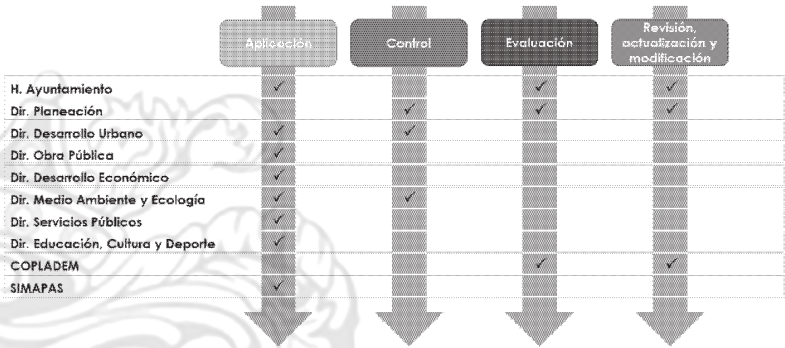 Aplicación
Control
Evaluación
Revisión,
actualización y
modificación
H. Ayuntamiento ✓ ✓ ✓
Dir. Planeación ✓ ✓ ✓
Dir. Desarrollo Urbano ✓ ✓
Dir. Obra Pública ✓
Dir. Desarrollo Económico ✓
Dir. Medio Ambiente y Ecología ✓ ✓
Dir. Servicios Públicos ✓
Dir. Educación, Cultura y Deporte ✓
COPLADEM ✓ ✓
SIMAPAS ✓